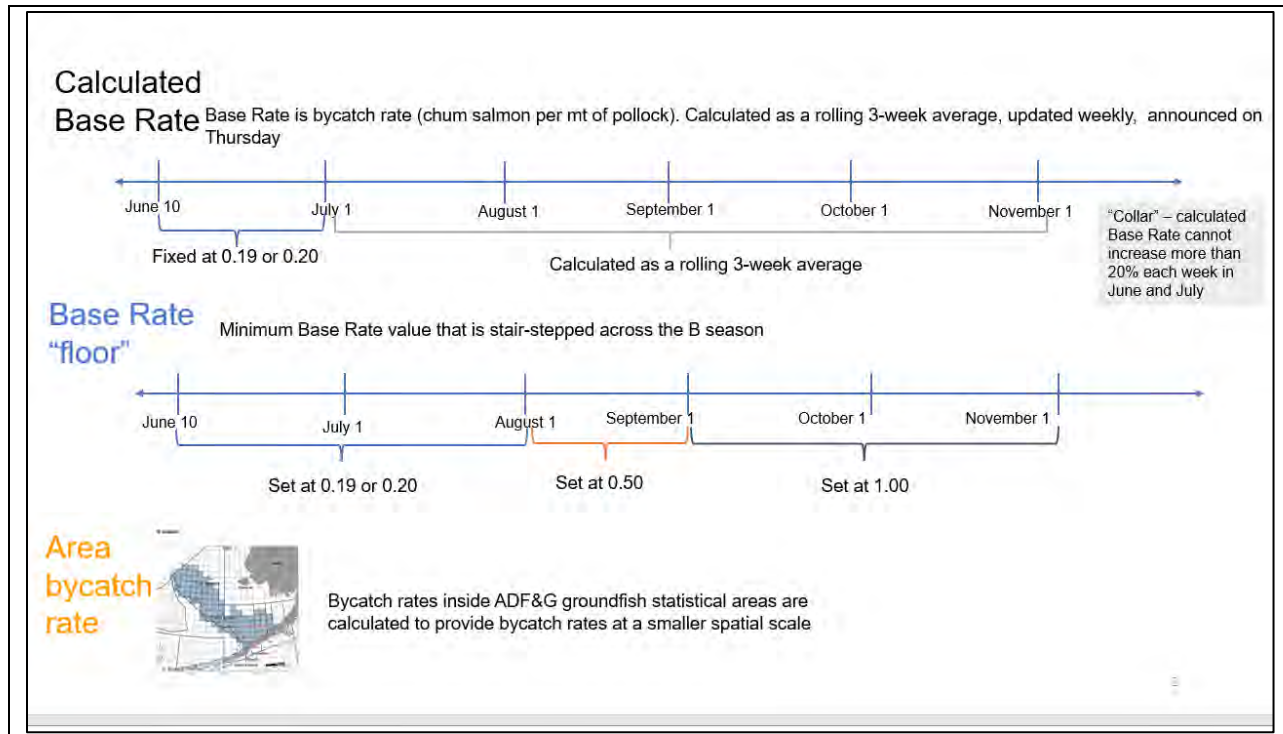 Calculated
Base Rate
Base Rate is bycatch rate (chum salmon per mt of pollock). Calculated as a rolling 3-week average, updated weekly, announced on
Thursday
June 10
July 1
August 1
September 1
October 1
November 1
Fixed at 0.19 or 0.20
Calculated as a rolling 3-week average
“Collar” – calculated
Base Rate cannot
increase more than
20% each week in
June and July
Base Rate
“floor”
Minimum Base Rate value that is stair-stepped across the B season
June 10
July 1
August 1
September 1
October 1
November 1
Set at 0.19 or 0.20
Set at 0.50
Set at 1.00
Area
bycatch
rate
Bycatch rates inside ADF&G groundfish statistical areas are
calculated to provide bycatch rates at a smaller spatial scale